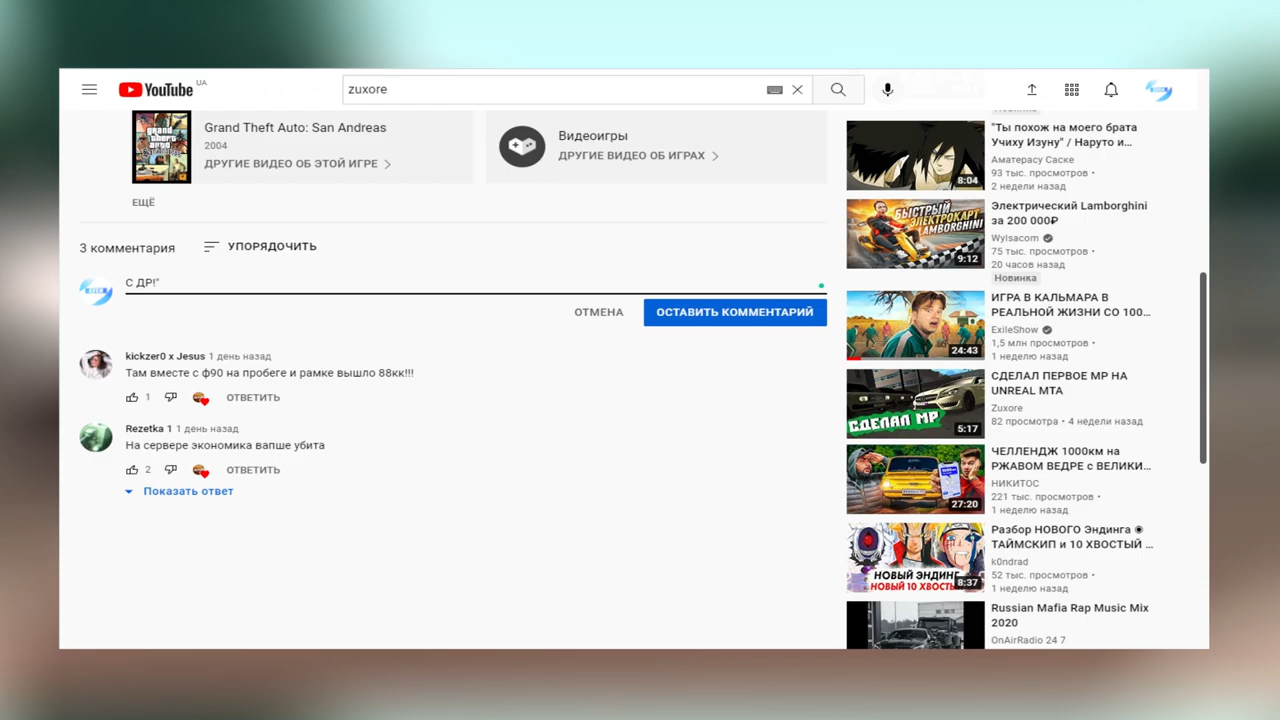 YouTube UA
zuxore
Grand Theft Auto: San Andreas
2004
ДРУГИЕ ВИДЕО ОБ ЭТОЙ ИГРЕ
Видеоигры
ДРУГИЕ ВИДЕО ОБ ИГРАХ
ЕЩЁ
3 комментария
УПОРЯДОЧИТЬ
С ДР!"
ОТМЕНА
ОСТАВИТЬ КОММЕНТАРИЙ
kickzer0 x Jesus 1 день назад
Там вместе с ф90 на пробеге и рамке вышло 88кк!!!
1
ОТВЕТИТЬ
Rezetka 1 1 день назад
На сервере экономика вапше убита
2
ОТВЕТИТЬ
Показать ответ
8:04
"Ты похож на моего брата
Учиху Изуну" / Наруто и...
Аматерасу Саске
93 тыс. просмотров •
2 недели назад
БЫСТРЫЙ
ЭЛЕКТРОКАРТ
LAMBORGHINI
9:12
Электрический Lamborghini
за 200 000₽
Wylsacom
75 тыс. просмотров •
20 часов назад
Новинка
24:43
ИГРА В КАЛЬМАРА В
РЕАЛЬНОЙ ЖИЗНИ СО 100...
ExileShow
1,5 млн просмотров •
1 неделю назад
СДЕЛАЛ МР
5:17
СДЕЛАЛ ПЕРВОЕ МР НА
UNREAL MTA
Zuxore
82 просмотра • 4 недели назад
27:20
ЧЕЛЛЕНДЖ 1000км на
РЖАВОМ ВЕДРЕ с ВЕЛИКИ...
НИКИТОС
221 тыс. просмотров •
1 неделю назад
НОВЫЙ ЭНДИНГ
НОВЫЙ 10 ХВОСТЫЙ
8:37
Разбор НОВОГО Эндинга ◉
ТАЙМСКИП и 10 ХВОСТЫЙ ...
k0ndrad
52 тыс. просмотров •
1 неделю назад
Russian Mafia Rap Music Mix
2020
OnAirRadio 24 7